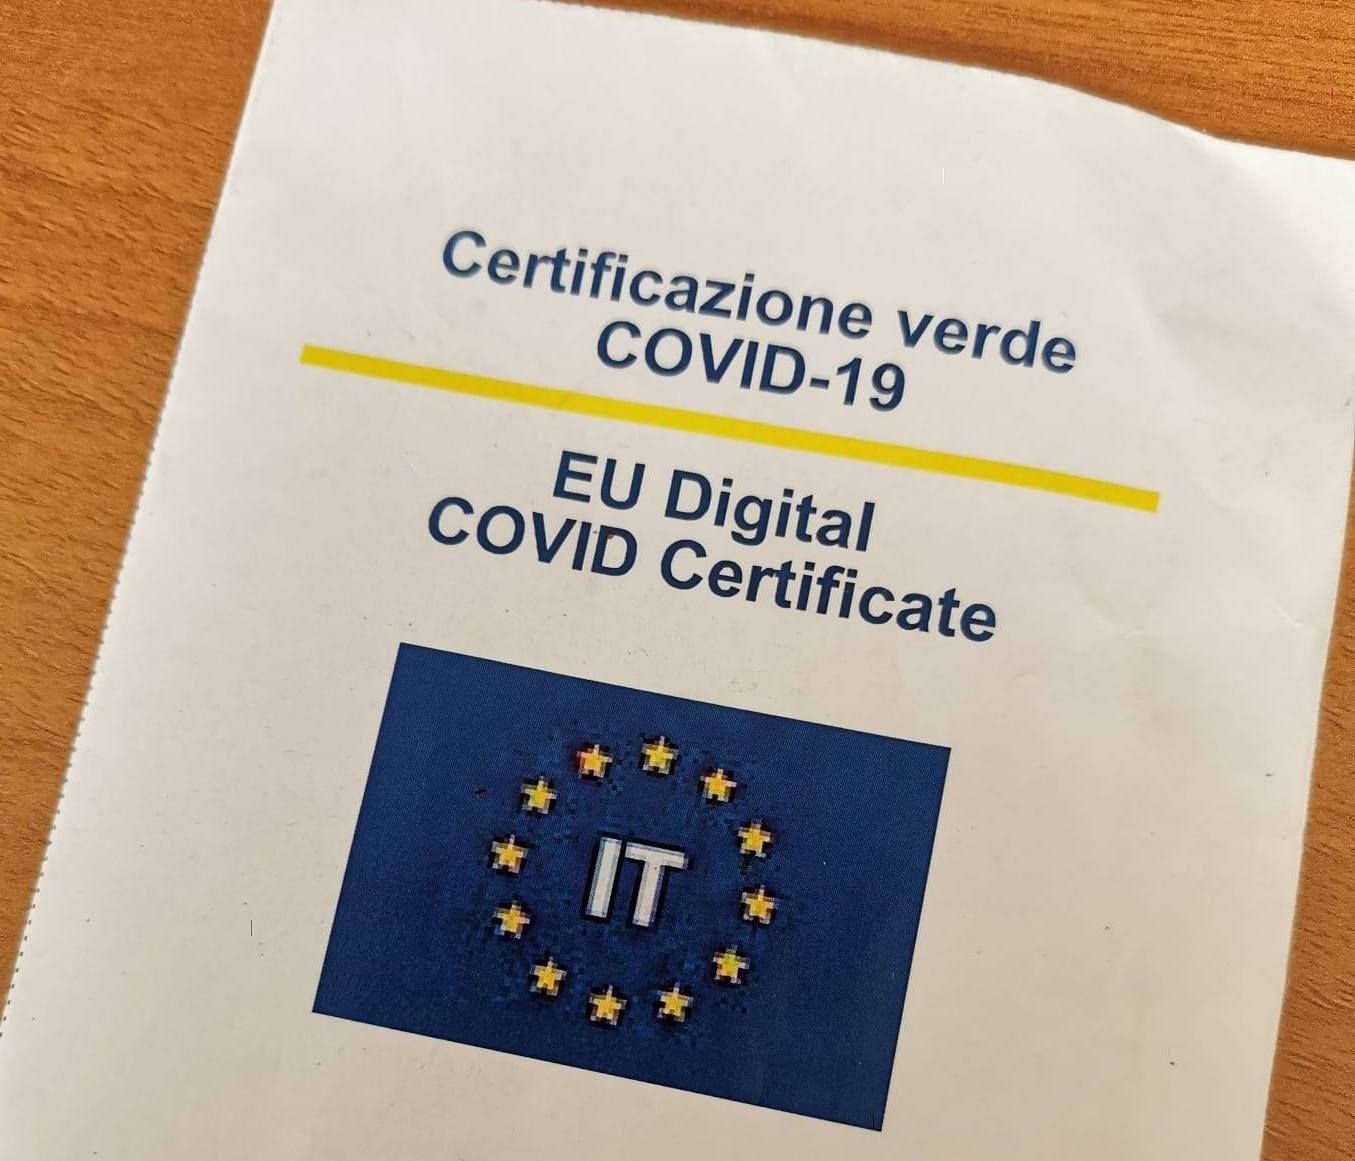 Certificazione verde
COVID-19
EU Digital
COVID Certificate
IT